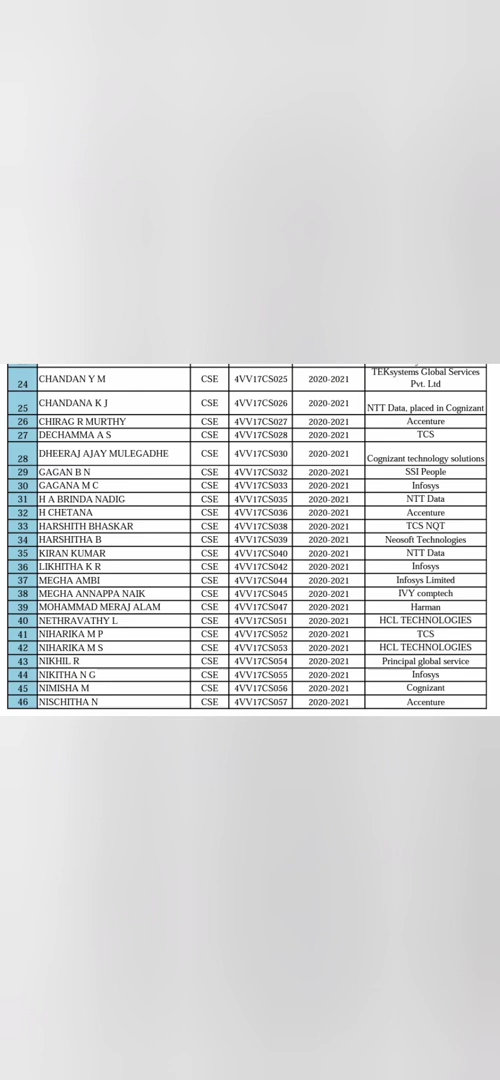 24 CHANDAN Y M CSE 4VV17CS025 2020-2021 TEKsystems Global Services Pvt. Ltd
25 CHANDANA K J CSE 4VV17CS026 2020-2021 NTT Data, placed in Cognizant
26 CHIRAG R MURTHY CSE 4VV17CS027 2020-2021 Accenture
27 DECHAMMA A S CSE 4VV17CS028 2020-2021 TCS
28 DHEERAJ AJAY MULEGADHE CSE 4VV17CS030 2020-2021 Cognizant technology solutions
29 GAGAN B N CSE 4VV17CS032 2020-2021 SSI People
30 GAGANA M C CSE 4VV17CS033 2020-2021 Infosys
31 H A BRINDA NADIG CSE 4VV17CS035 2020-2021 NTT Data
32 H CHETANA CSE 4VV17CS036 2020-2021 Accenture
33 HARSHITH BHASKAR CSE 4VV17CS038 2020-2021 TCS NQT
34 HARSHITHA B CSE 4VV17CS039 2020-2021 Neosoft Technologies
35 KIRAN KUMAR CSE 4VV17CS040 2020-2021 NTT Data
36 LIKHITHA K R CSE 4VV17CS042 2020-2021 Infosys
37 MEGHA AMBI CSE 4VV17CS044 2020-2021 Infosys Limited
38 MEGHA ANNAPPA NAIK CSE 4VV17CS045 2020-2021 IVY comptech
39 MOHAMMAD MERAJ ALAM CSE 4VV17CS047 2020-2021 Harman
40 NETHRAVATHY L CSE 4VV17CS051 2020-2021 HCL TECHNOLOGIES
41 NIHARIKA M P CSE 4VV17CS052 2020-2021 TCS
42 NIHARIKA M S CSE 4VV17CS053 2020-2021 HCL TECHNOLOGIES
43 NIKHIL R CSE 4VV17CS054 2020-2021 Principal global service
44 NIKITHA N G CSE 4VV17CS055 2020-2021 Infosys
45 NIMISHA M CSE 4VV17CS056 2020-2021 Cognizant
46 NISCHITHA N CSE 4VV17CS057 2020-2021 Accenture